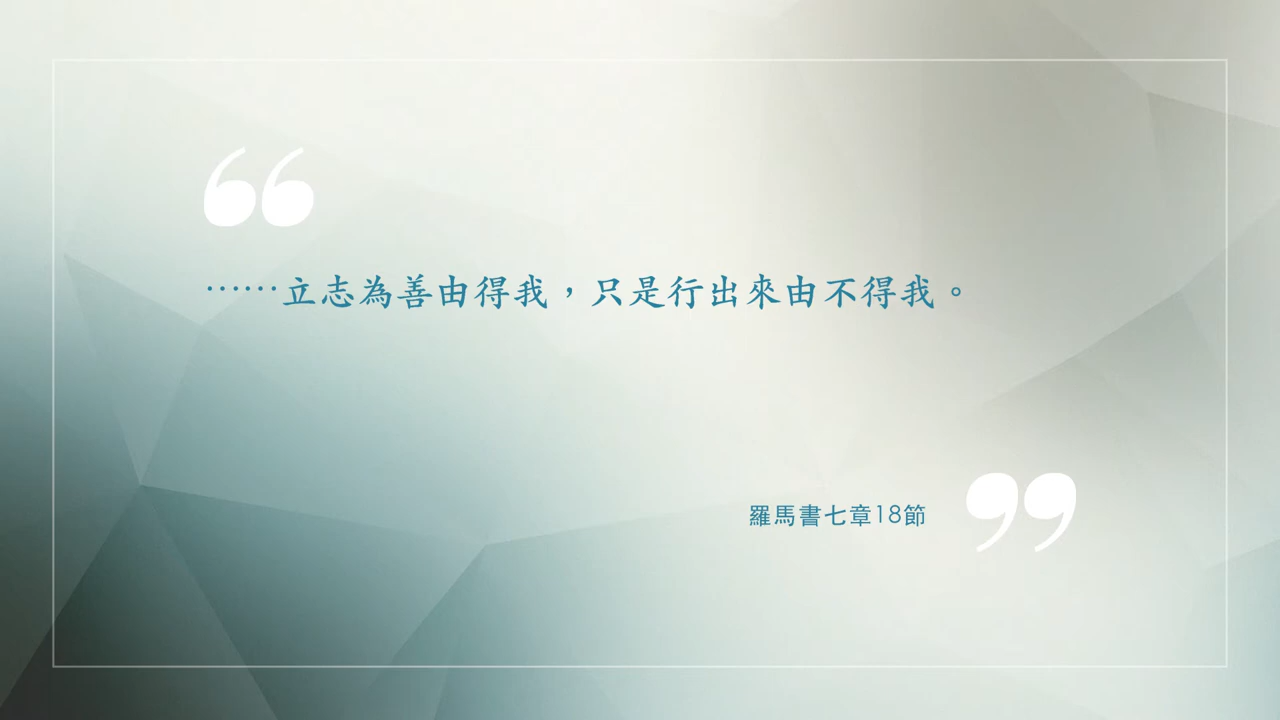 “
……立志為善由得我，只是行出來由不得我。
羅馬書七章18節
”